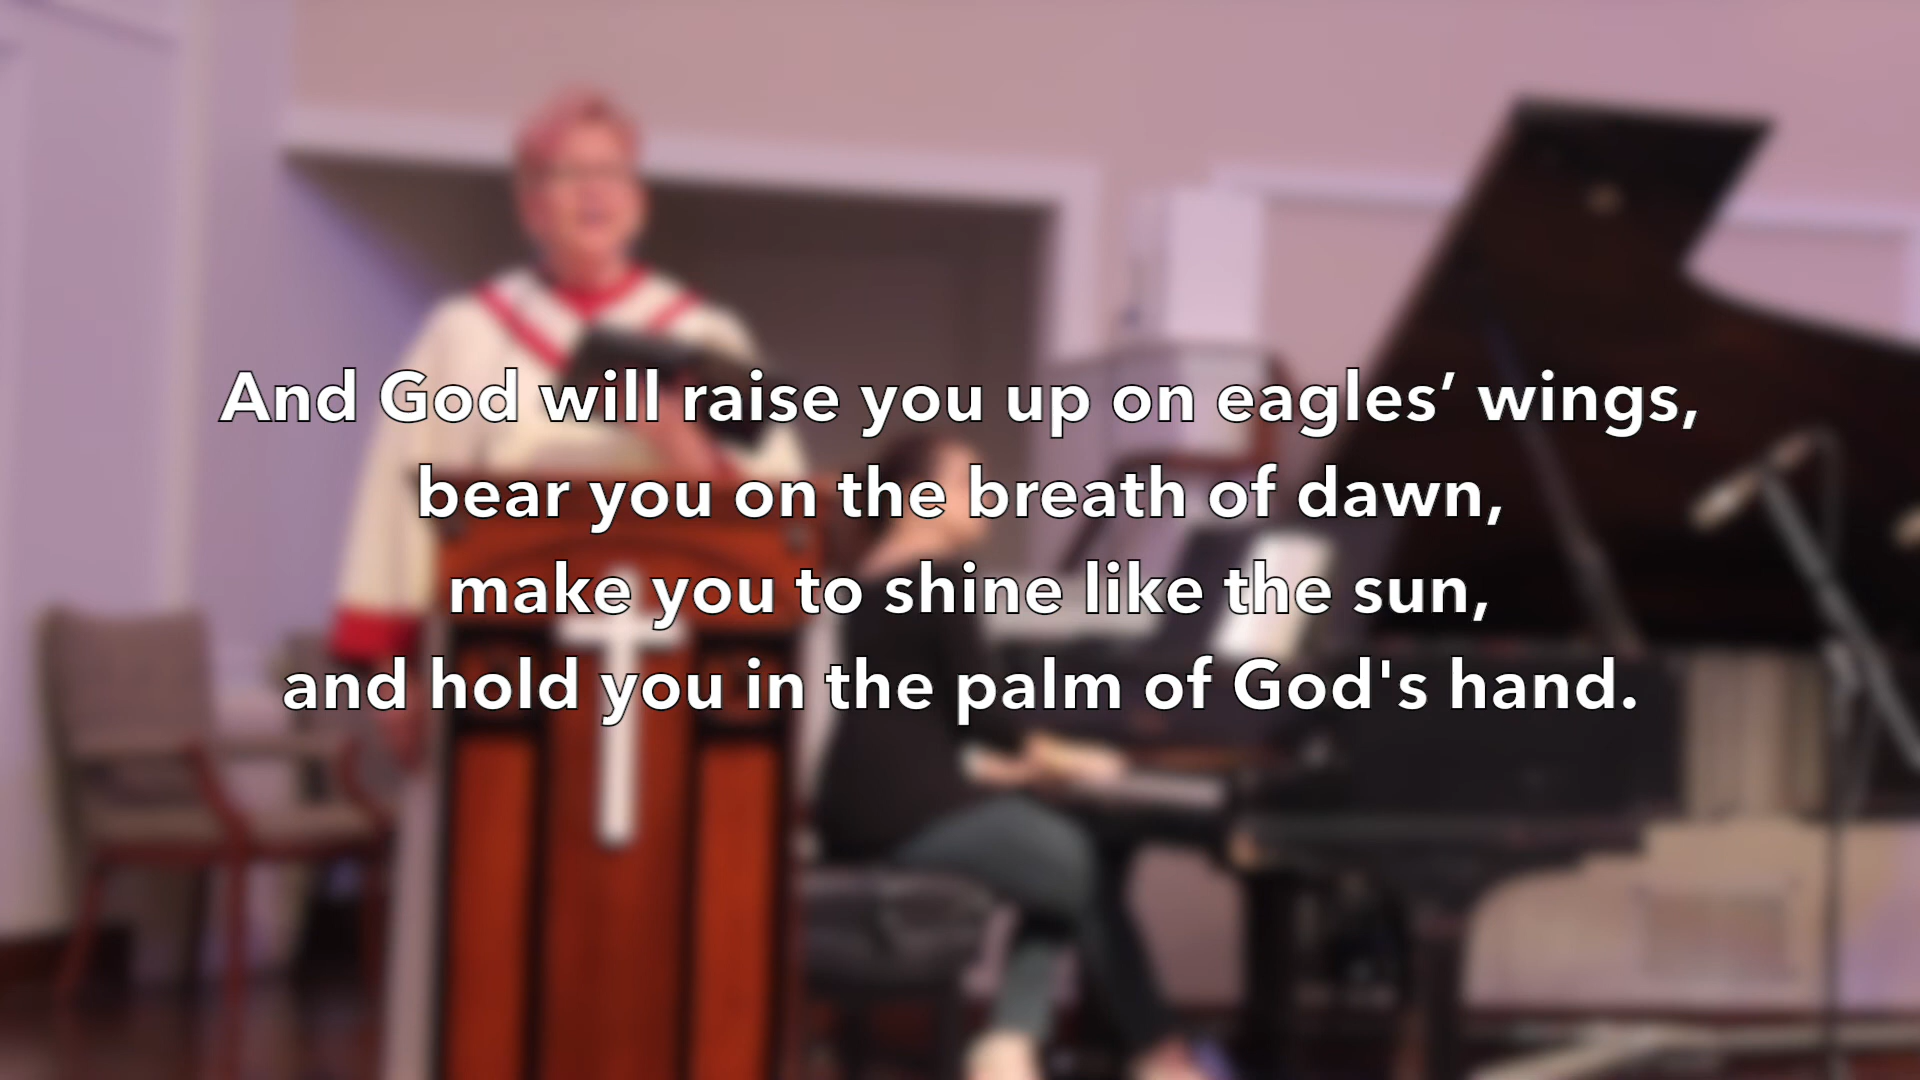 And God will raise you up on eagles’ wings,
bear you on the breath of dawn,
make you to shine like the sun,
and hold you in the palm of God's hand.